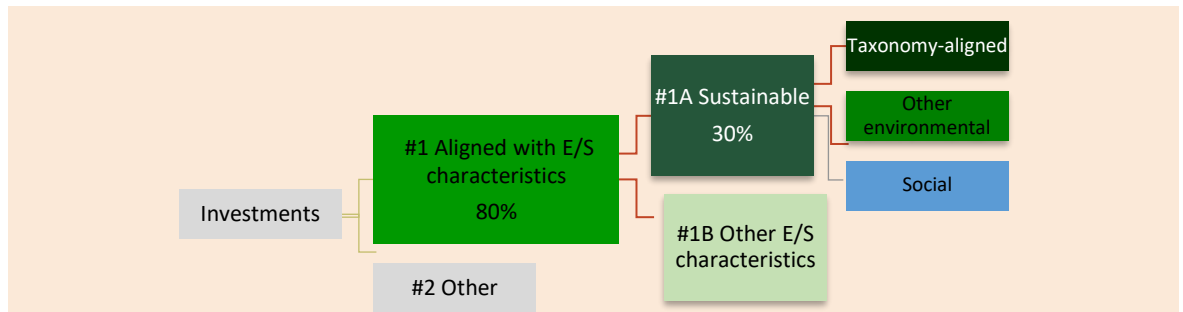 Investments
#1 Aligned with E/S
characteristics
80%
#2 Other
#1A Sustainable
30%
#1B Other E/S
characteristics
Taxonomy-aligned
Other
environmental
Social